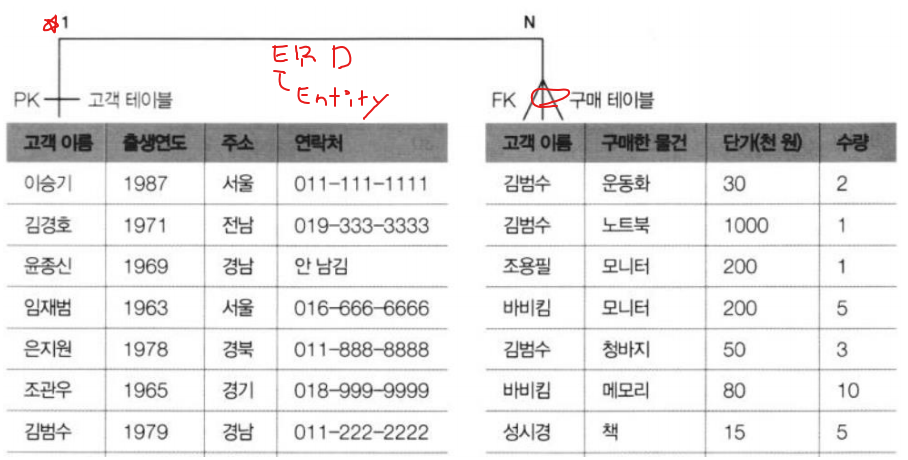 1 N
ERD
Entity
PK 고객 테이블 FK 구매 테이블
고객 이름 출생연도 주소 연락처 고객 이름 구매한 물건 단가(천 원) 수량
이승기 1987 서울 011-111-1111 김범수 운동화 30 2
김경호 1971 전남 019-333-3333 김범수 노트북 1000 1
윤종신 1969 경남 안 남김 조용필 모니터 200 1
임재범 1963 서울 016-666-6666 바비킴 모니터 200 5
은지원 1978 경북 011-888-8888 김범수 청바지 50 3
조관우 1965 경기 018-999-9999 바비킴 메모리 80 10
김범수 1979 경남 011-222-2222 성시경 책 15 5